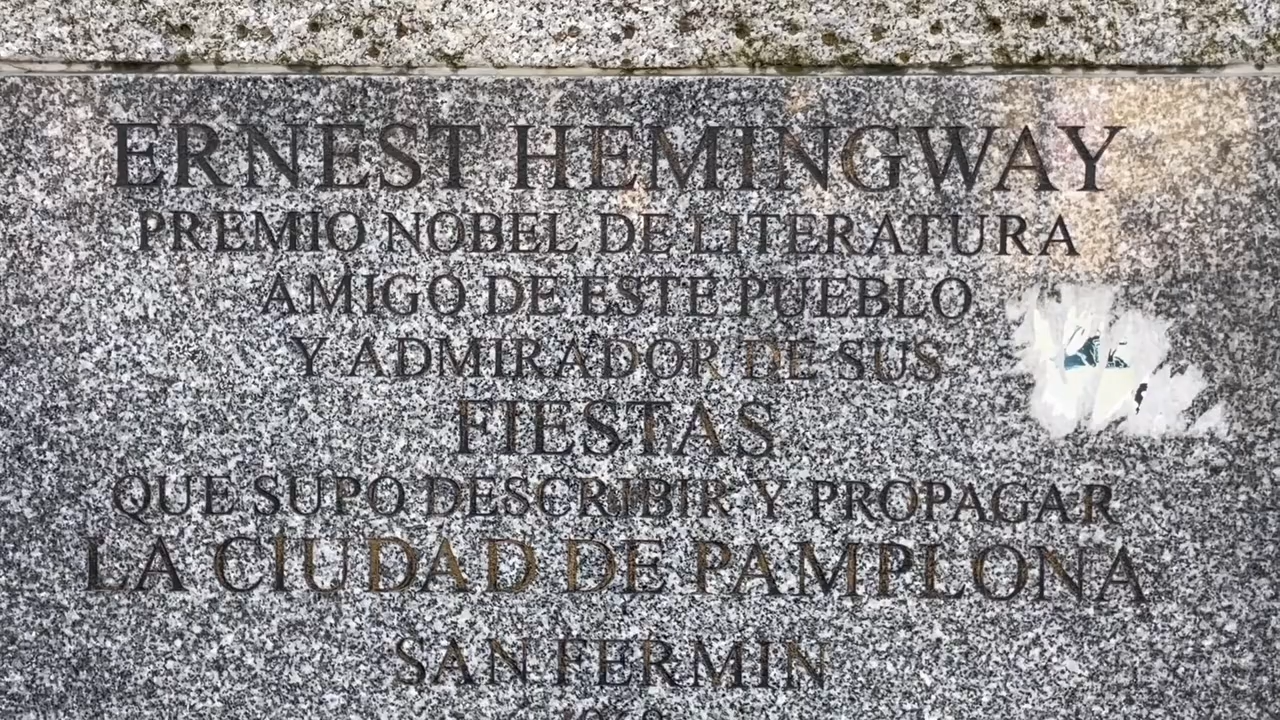 ERNEST HEMINGWAY
PREMIO NOBEL DE LITERATURA
AMIGO DE ESTE PUEBLO
Y ADMIRADOR DE SUS
FIESTAS
QUE SUPO DESCRIBIR Y PROPAGAR
LA CIUDAD DE PAMPLONA
SAN FERMIN